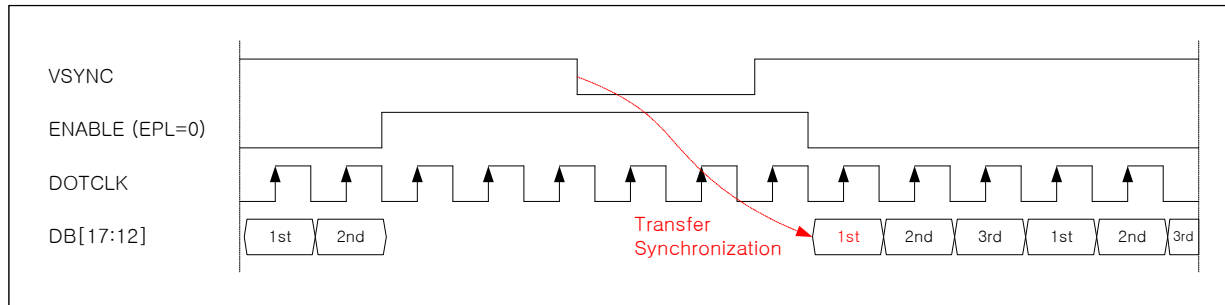 VSYNC
ENABLE (EPL=0)
DOTCLK
DB[17:12]
1st 2nd
Transfer
Synchronization
1st 2nd 3rd 1st 2nd 3rd